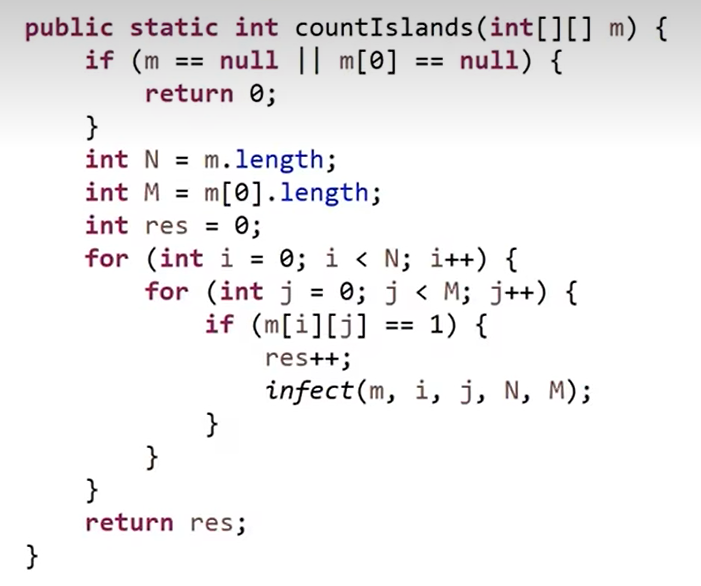 public static int countIslands(int[][] m) {
    if (m == null || m[0] == null) {
        return 0;
    }
    int N = m.length;
    int M = m[0].length;
    int res = 0;
    for (int i = 0; i < N; i++) {
        for (int j = 0; j < M; j++) {
            if (m[i][j] == 1) {
                res++;
                infect(m, i, j, N, M);
            }
        }
    }
    return res;
}